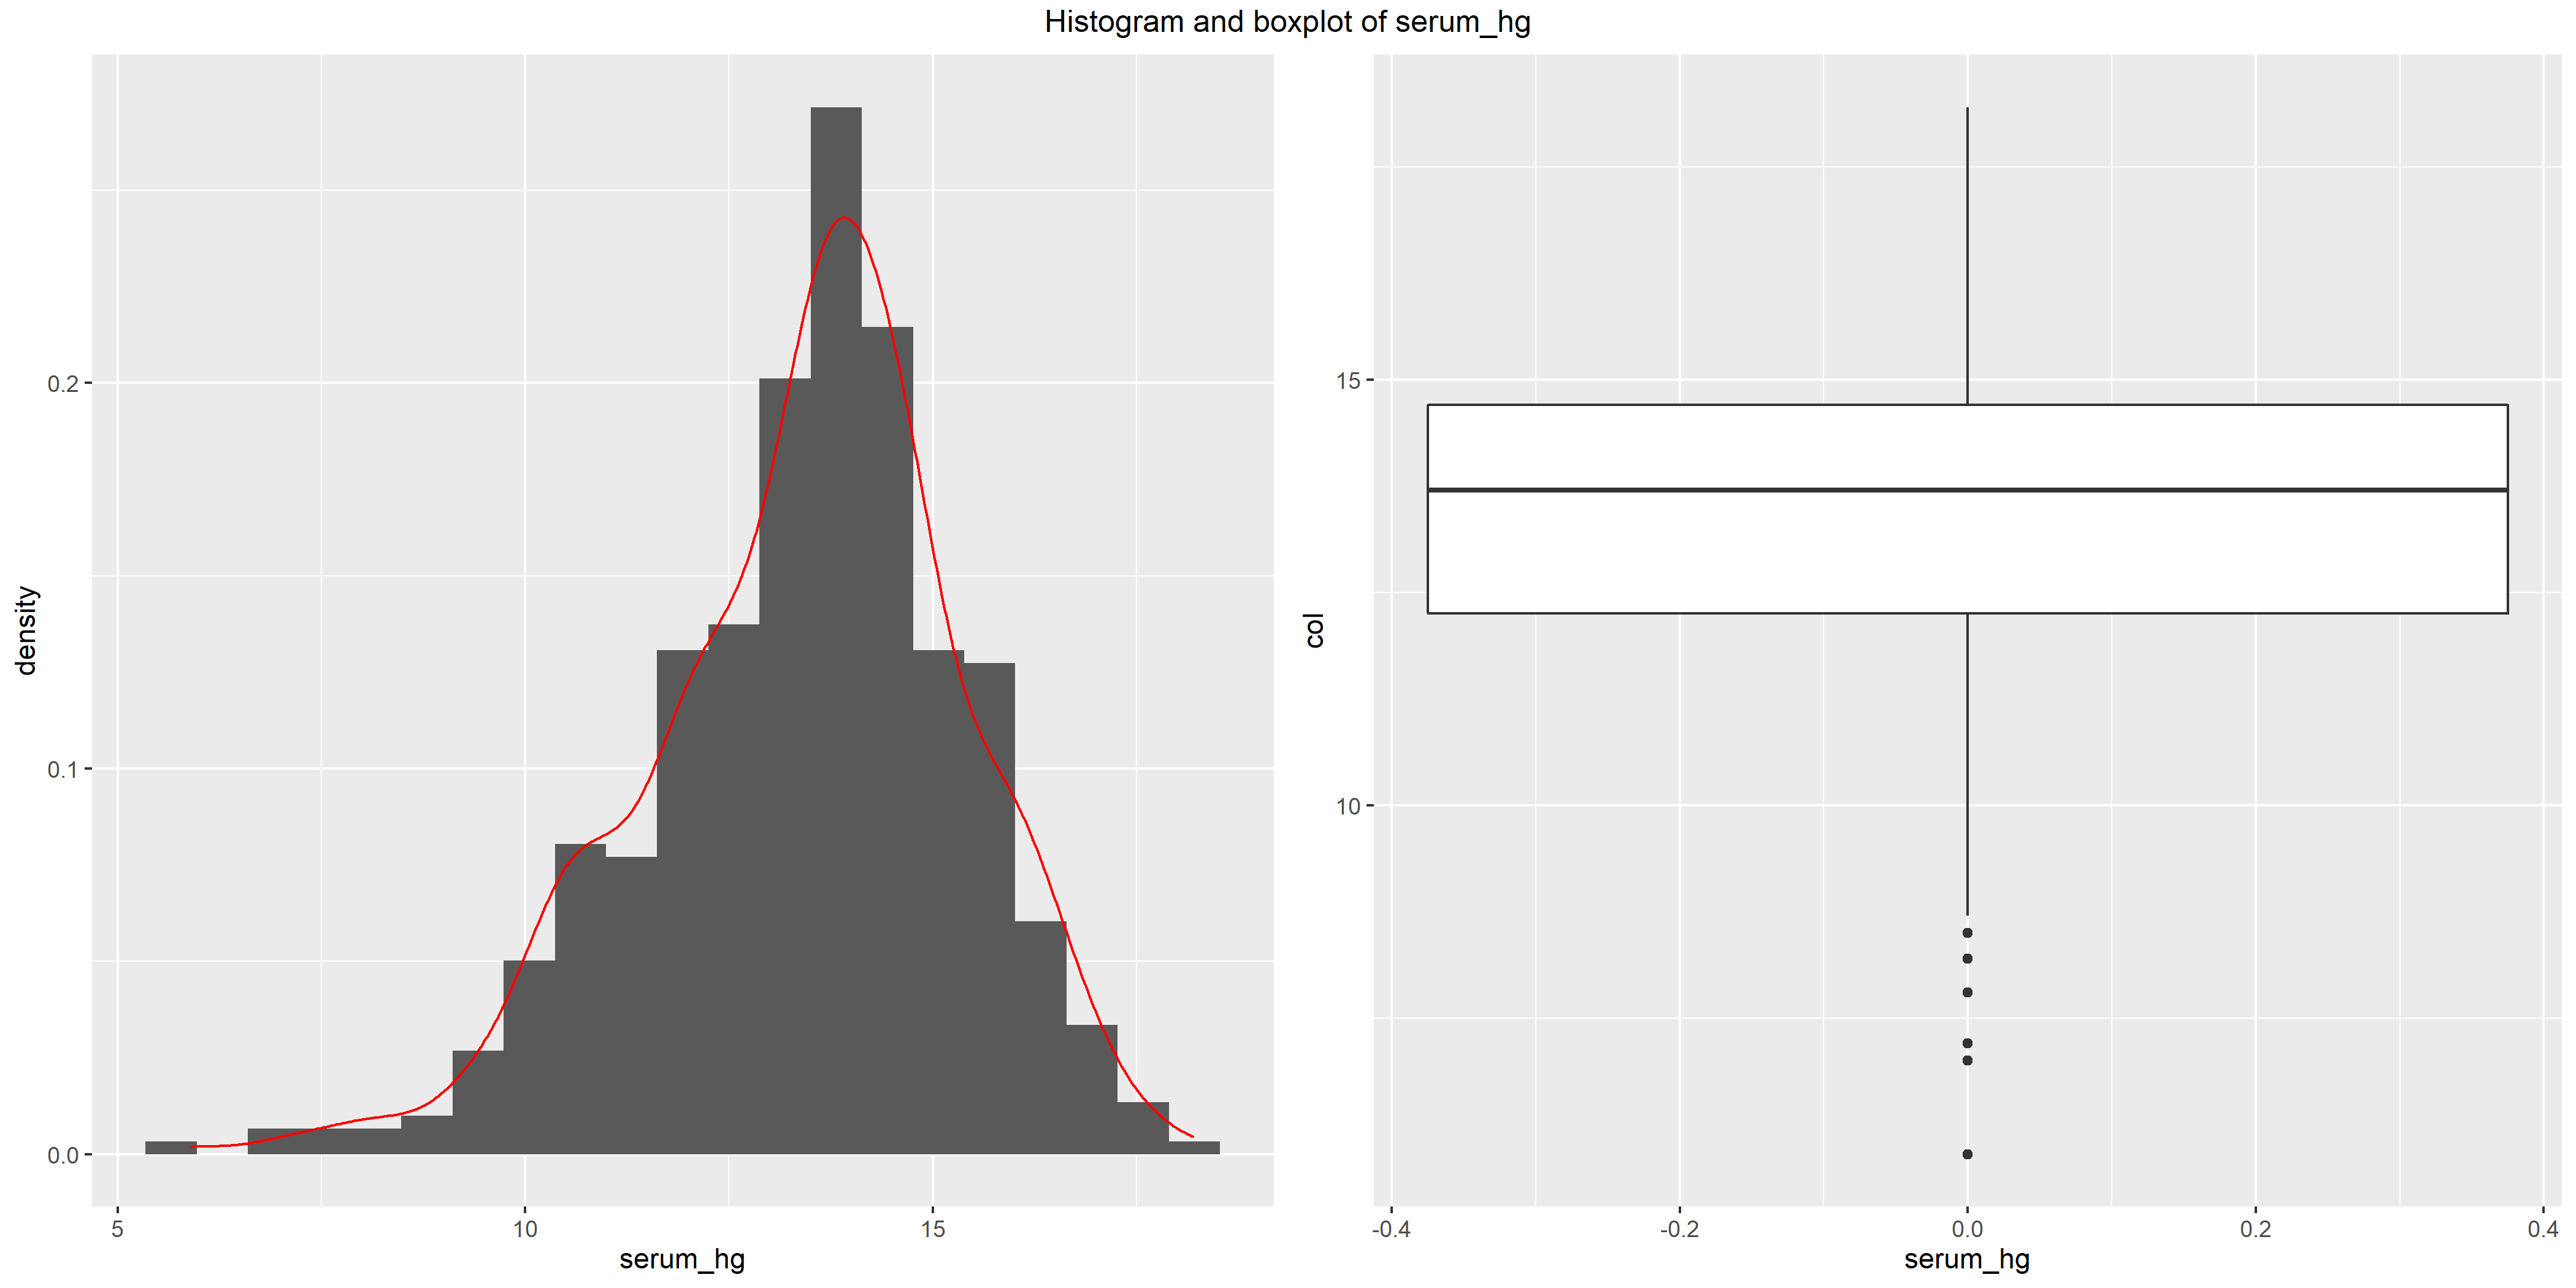 Histogram and boxplot of serum_hg
density
0.2
0.1
0.0
5 10 15
serum_hg
col
15
10
-0.4 -0.2 0.0 0.2 0.4
serum_hg